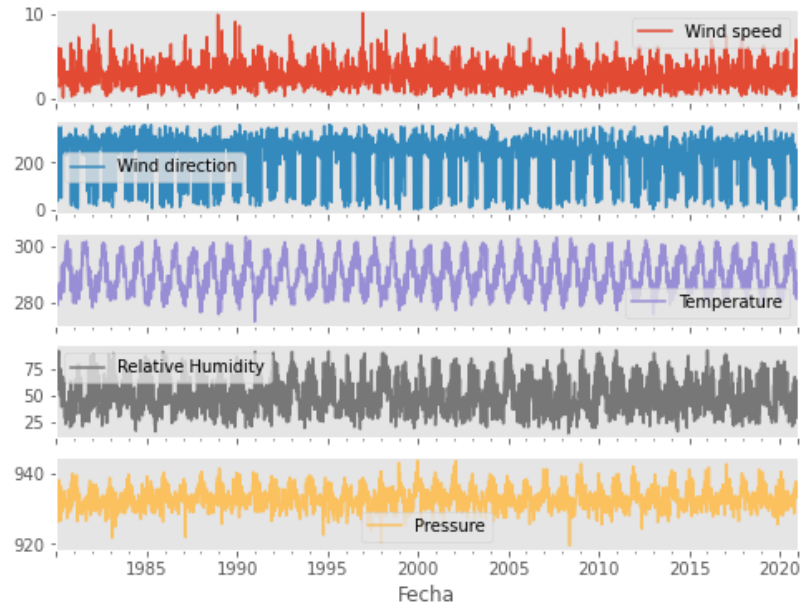 10
Wind speed
0
200
Wind direction
0
300
280
Temperature
75
Relative Humidity
50
25
940
Pressure
920
1985 1990 1995 2000 2005 2010 2015 2020
Fecha